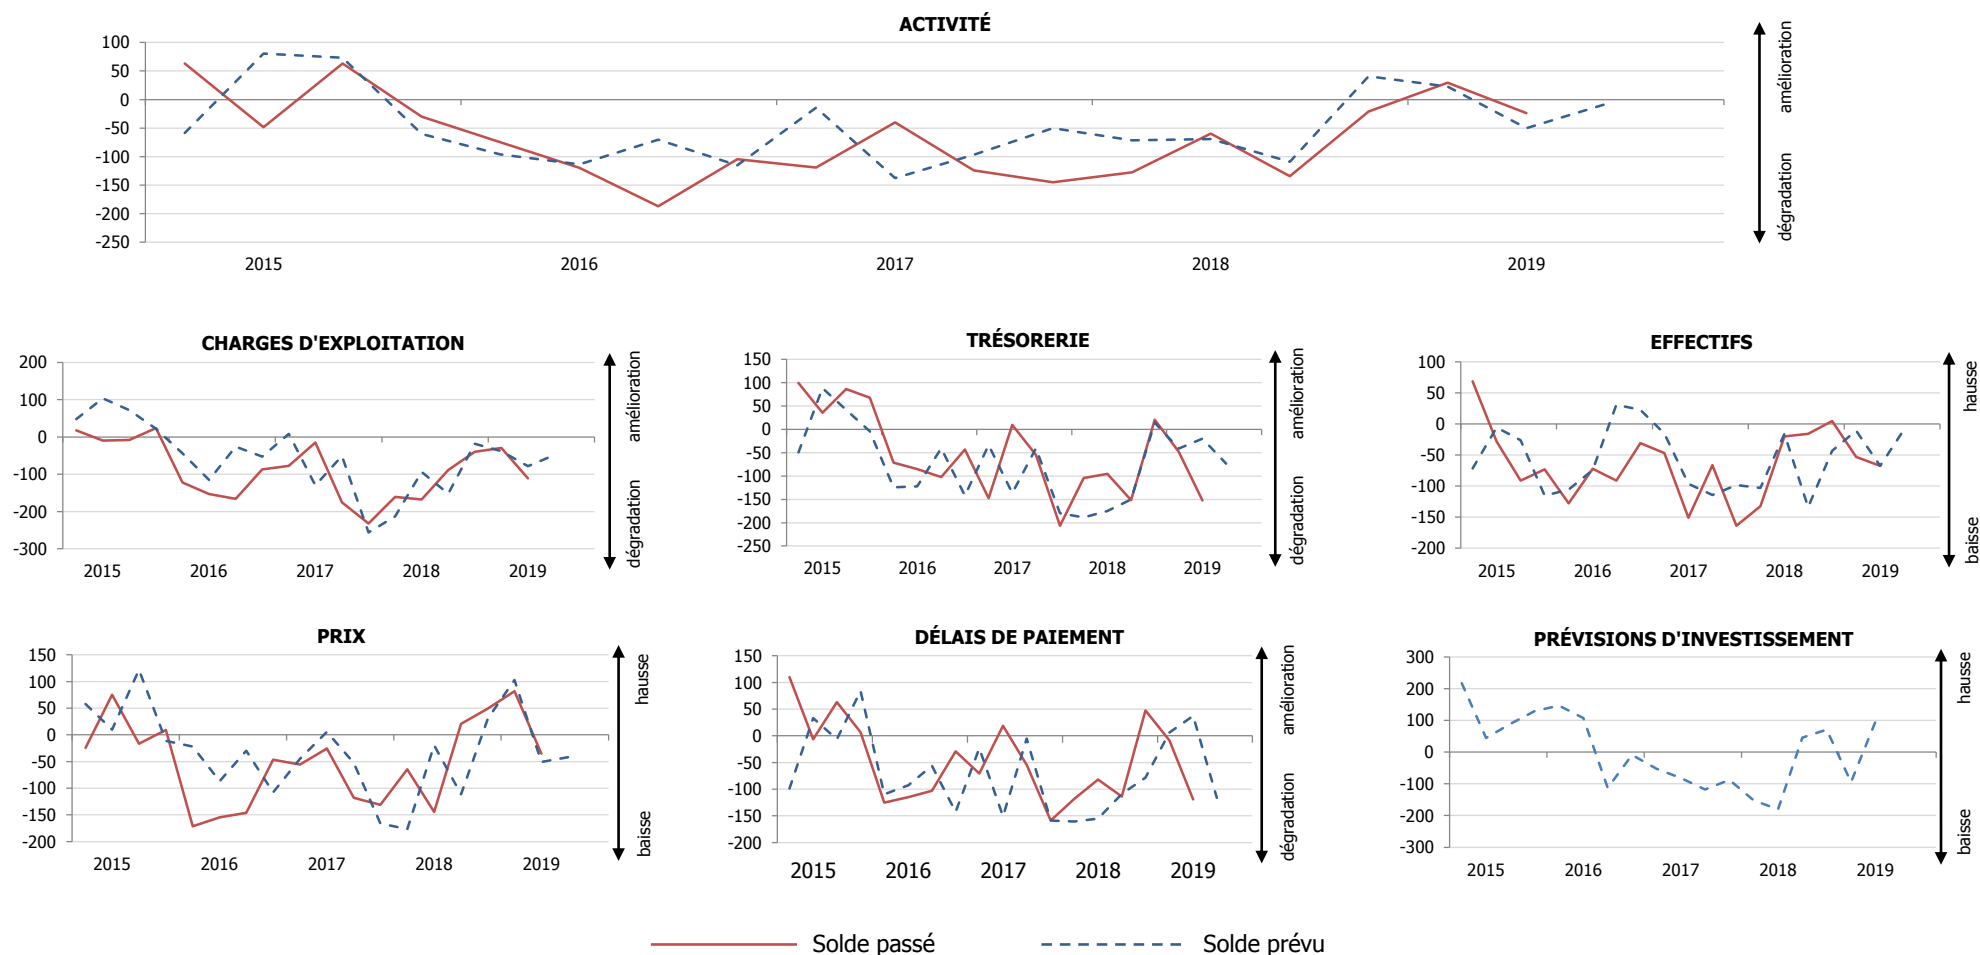 ACTIVITÉ
100
50
0
-50
-100
-150
-200
-250
2015 2016 2017 2018 2019
amélioration
dégradation
CHARGES D'EXPLOITATION
200
100
0
-100
-200
-300
2015 2016 2017 2018 2019
amélioration
dégradation
TRÉSORERIE
150
100
50
0
-50
-100
-150
-200
-250
2015 2016 2017 2018 2019
amélioration
dégradation
EFFECTIFS
100
50
0
-50
-100
-150
-200
2015 2016 2017 2018 2019
hausse
baisse
PRIX
150
100
50
0
-50
-100
-150
-200
2015 2016 2017 2018 2019
hausse
baisse
DÉLAIS DE PAIEMENT
150
100
50
0
-50
-100
-150
-200
2015 2016 2017 2018 2019
amélioration
dégradation
PRÉVISIONS D'INVESTISSEMENT
300
200
100
0
-100
-200
-300
2015 2016 2017 2018 2019
hausse
baisse
Solde passé Solde prévu